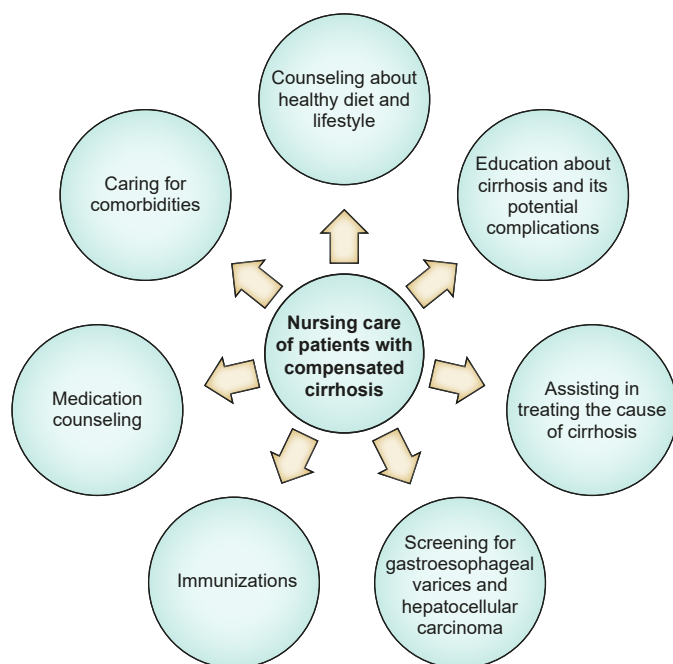 Counseling about
healthy diet and
lifestyle
Education about
cirrhosis and its
potential
complications
Assisting in
treating the cause
of cirrhosis
Screening for
gastroesophageal
varices and
hepatocellular
carcinoma
Immunizations
Medication
counseling
Caring for
comorbidities
Nursing care
of patients with
compensated
cirrhosis